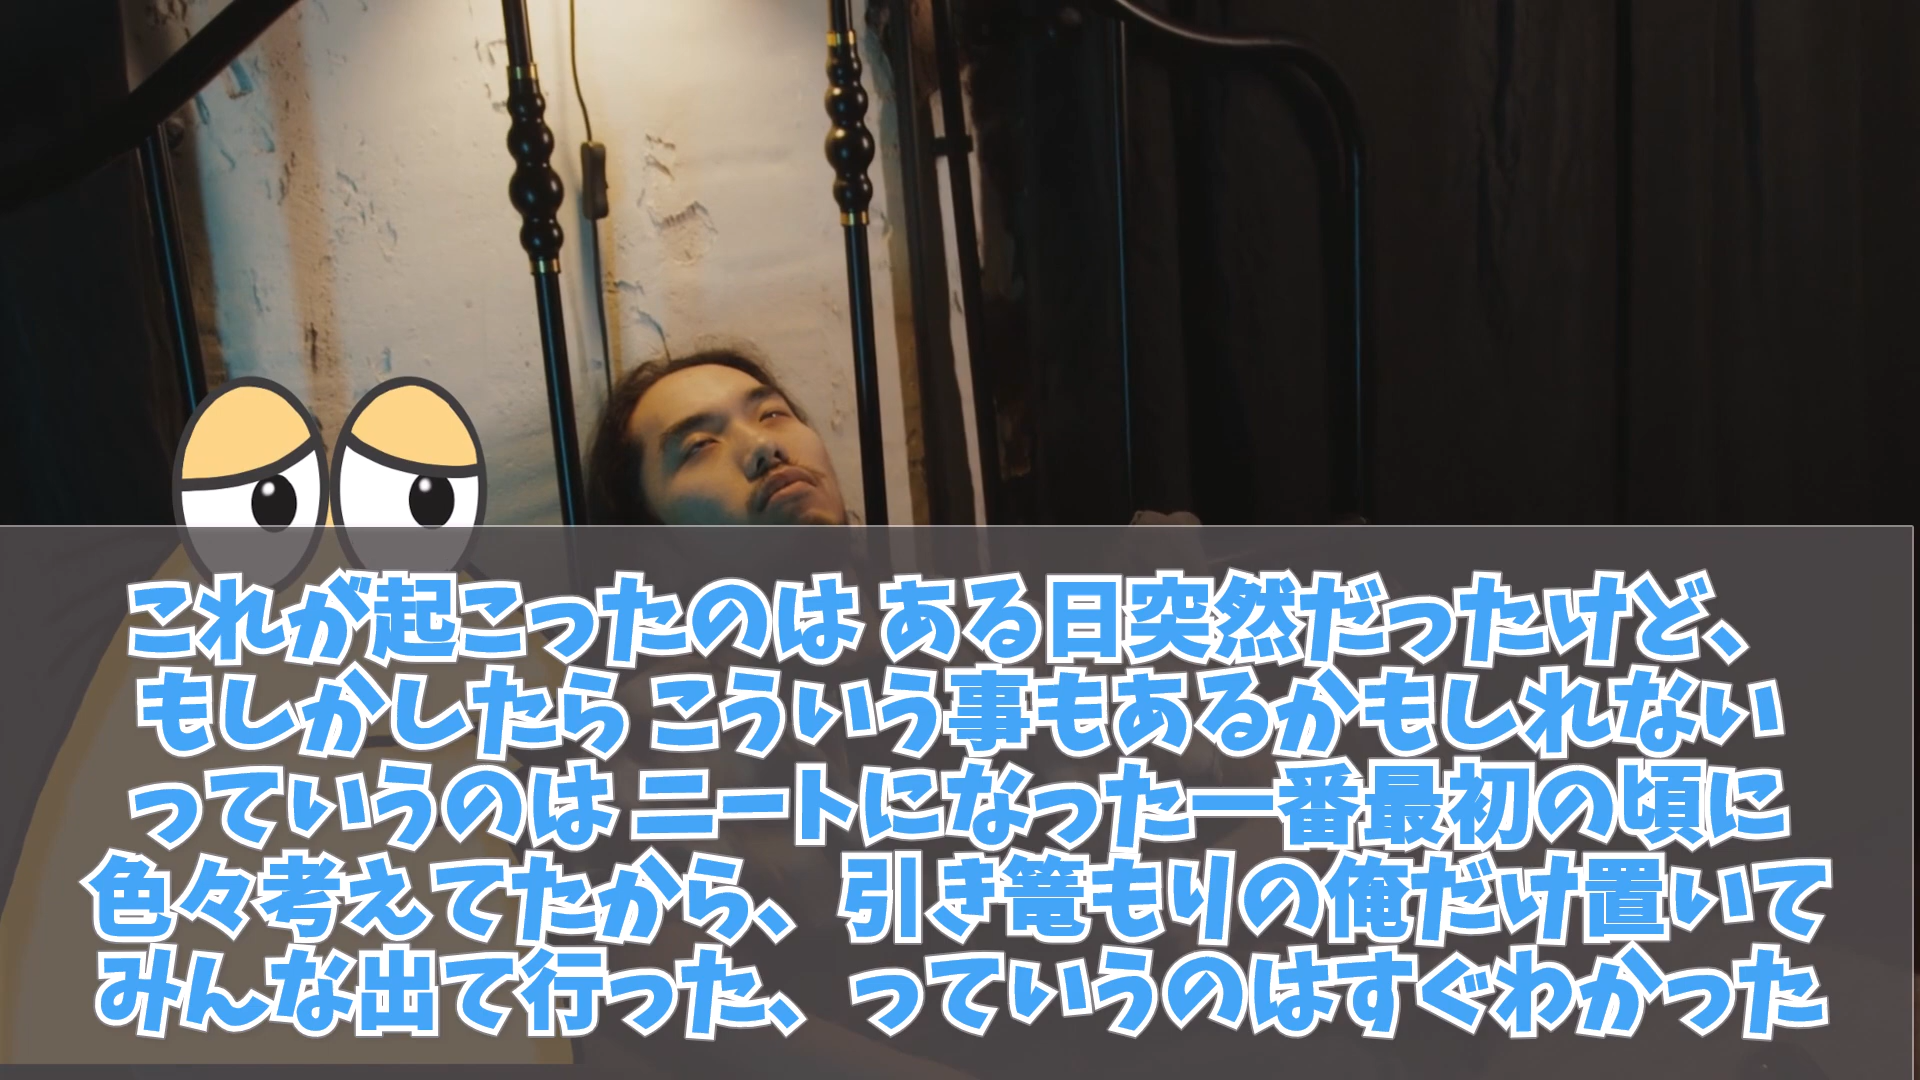 これが起こったのは ある日突然だったけど、
もしかしたら こういう事もあるかもしれない
っていうのは ニートになった一番最初の頃に
色々考えてたから、引き篭もりの俺だけ置いて
みんな出て行った、っていうのはすぐわかった